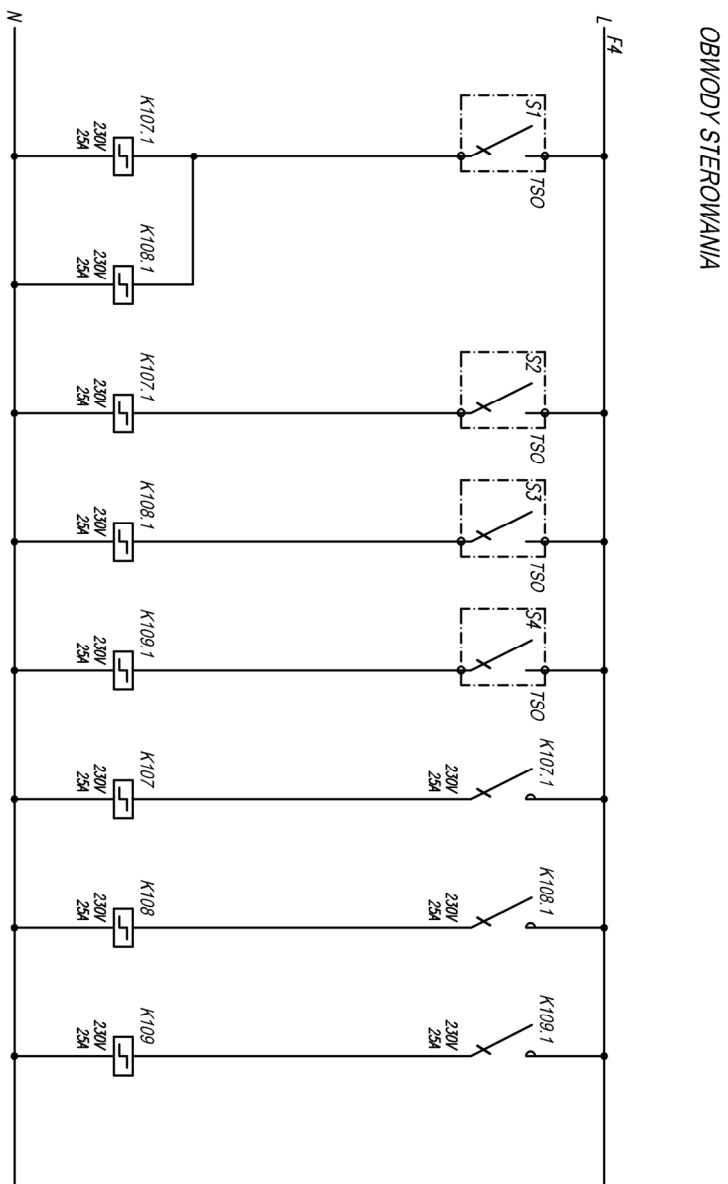 OBWODY STEROWANIA
L
F4
N
S1
TSO
K107.1
230V
25A
K108.1
230V
25A
S2
TSO
K107.1
230V
25A
S3
TSO
K108.1
230V
25A
S4
TSO
K109.1
230V
25A
K107.1
230V
25A
K107
230V
25A
K108.1
230V
25A
K108
230V
25A
K109.1
230V
25A
K109
230V
25A